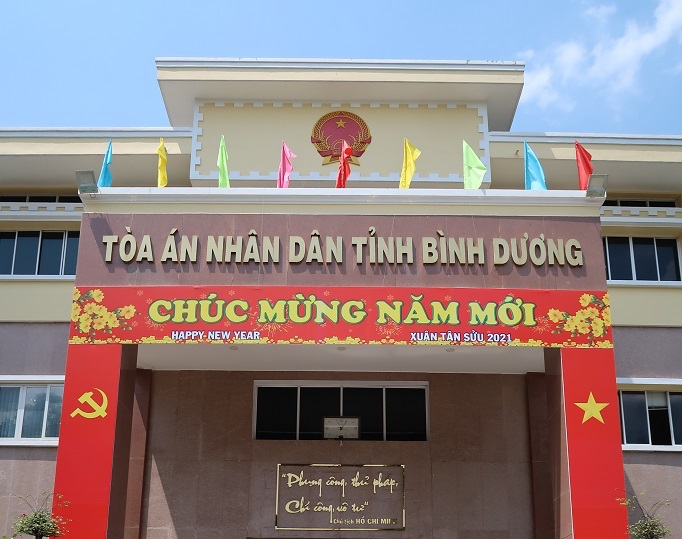 TÒA ÁN NHÂN DÂN TỈNH BÌNH DƯƠNG
CHÚC MỪNG NĂM MỚI
HAPPY NEW YEAR XUÂN TÂN SỬU 2021
"Phụng công, thủ pháp,
Chí công, vô tư"
Chủ tịch HỒ CHÍ MINH